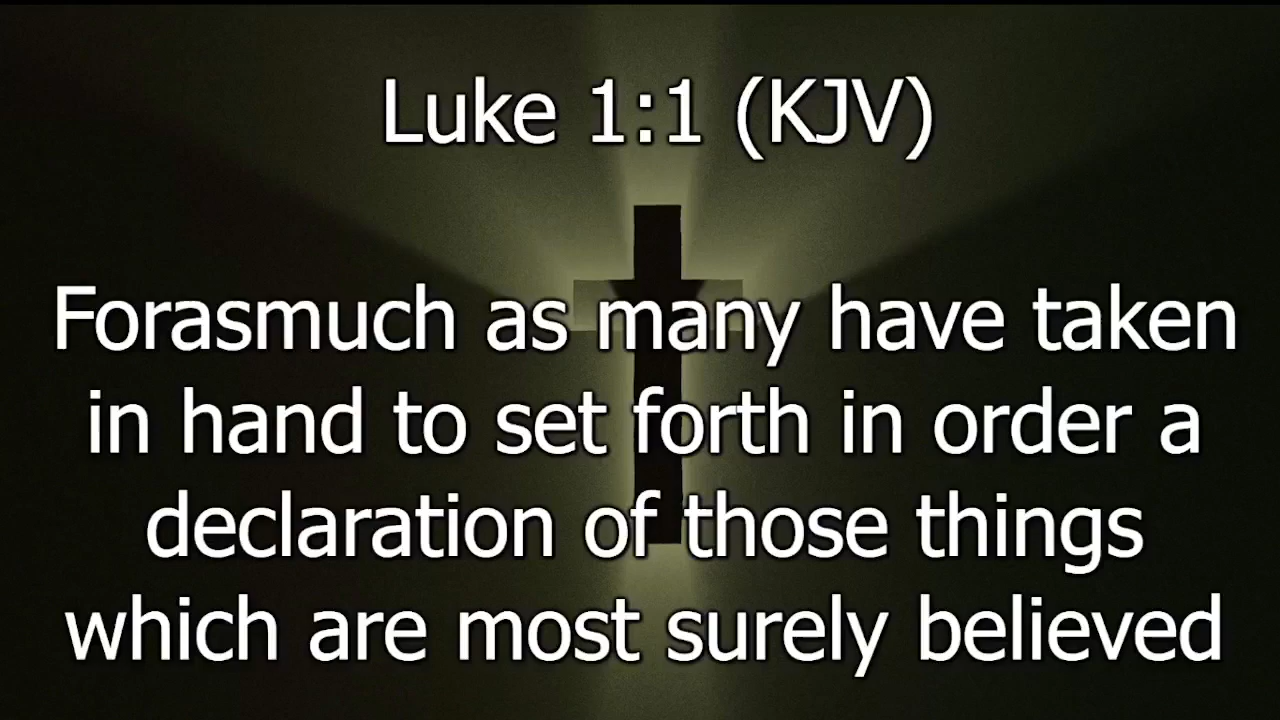 Luke 1:1 (KJV)
Forasmuch as many have taken
in hand to set forth in order a
declaration of those things
which are most surely believed